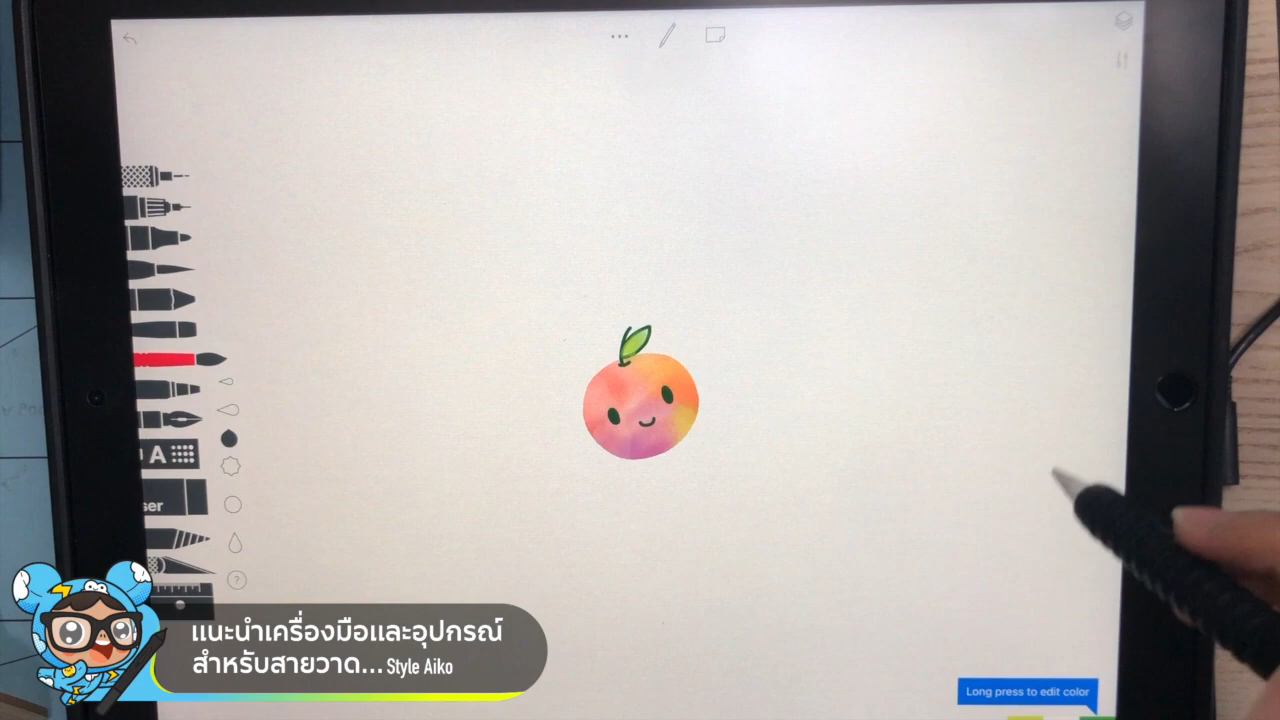 A
ser
?
แนะนำเครื่องมือและอุปกรณ์
สำหรับสายวาด...Style Aiko
Long press to edit color